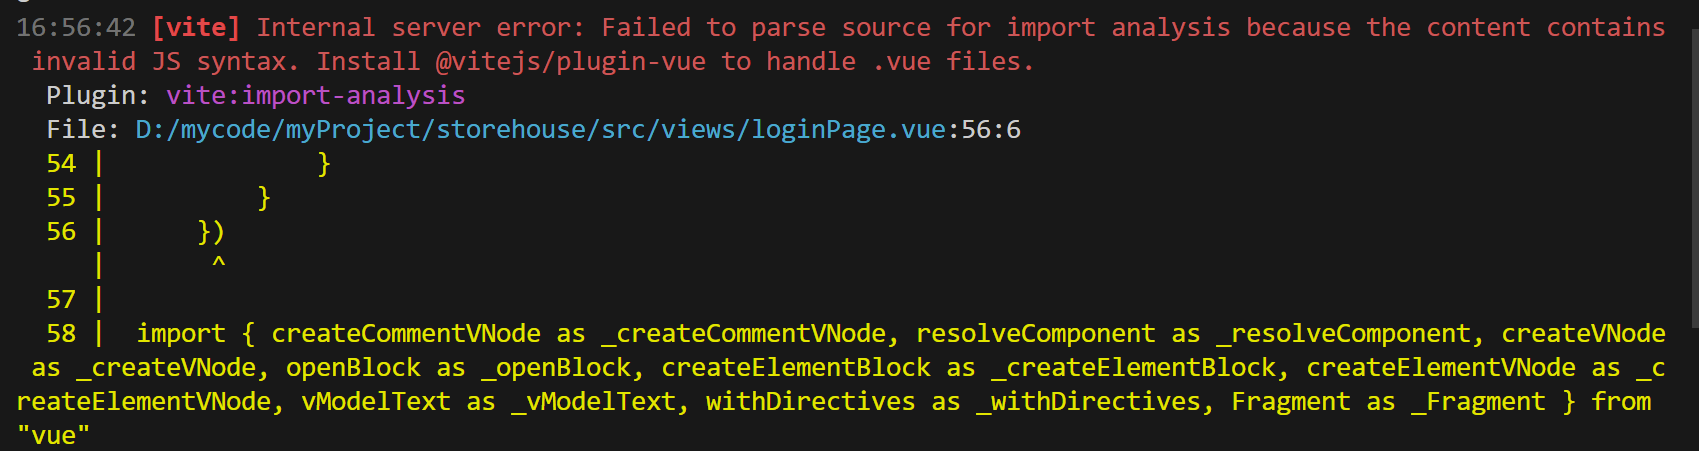 16:56:42 [vite] Internal server error: Failed to parse source for import analysis because the content contains
invalid JS syntax. Install @vitejs/plugin-vue to handle .vue files.
Plugin: vite:import-analysis
File: D:/mycode/myProject/storehouse/src/views/loginPage.vue:56:6
54 | }
55 | }
56 | })
| ^
57 |
58 | import { createCommentVNode as _createCommentVNode, resolveComponent as _resolveComponent, createVNode
as _createVNode, openBlock as _openBlock, createElementBlock as _createElementBlock, createElementVNode as _c
reateElementVNode, vModelText as _vModelText, withDirectives as _withDirectives, Fragment as _Fragment } from
"vue"